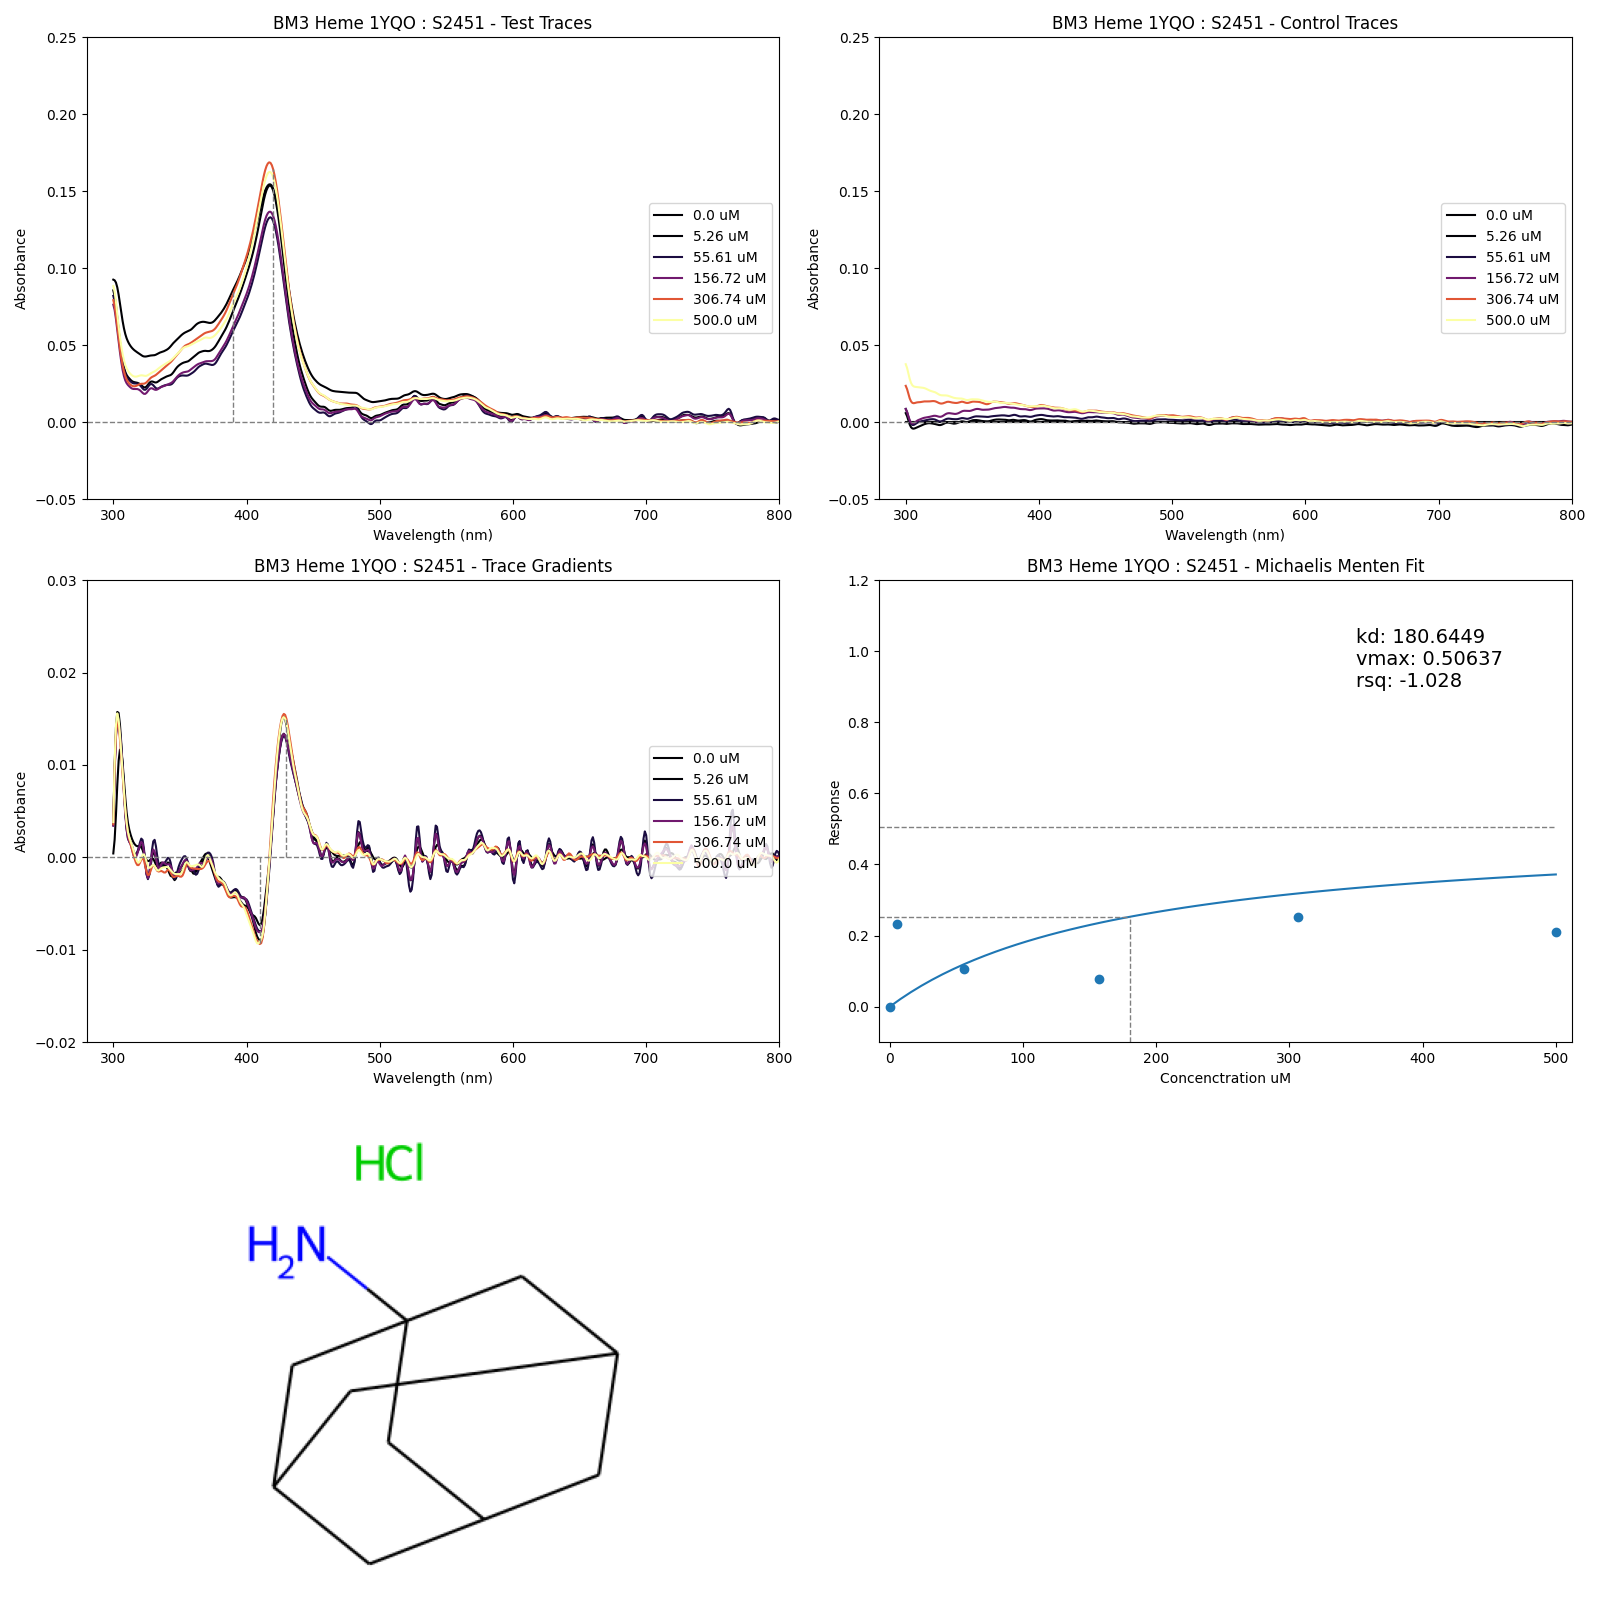 BM3 Heme 1YQO : S2451 - Test Traces
0.25
0.20
0.15
0.10
0.05
0.00
−0.05
Absorbance
300 400 500 600 700 800
Wavelength (nm)
0.0 uM
5.26 uM
55.61 uM
156.72 uM
306.74 uM
500.0 uM
BM3 Heme 1YQO : S2451 - Control Traces
0.25
0.20
0.15
0.10
0.05
0.00
−0.05
Absorbance
300 400 500 600 700 800
Wavelength (nm)
0.0 uM
5.26 uM
55.61 uM
156.72 uM
306.74 uM
500.0 uM
BM3 Heme 1YQO : S2451 - Trace Gradients
0.03
0.02
0.01
0.00
−0.01
−0.02
Absorbance
300 400 500 600 700 800
Wavelength (nm)
0.0 uM
5.26 uM
55.61 uM
156.72 uM
306.74 uM
500.0 uM
BM3 Heme 1YQO : S2451 - Michaelis Menten Fit
1.2
1.0
0.8
0.6
0.4
0.2
0.0
Response
0 100 200 300 400 500
Concenctration uM
kd: 180.6449
vmax: 0.50637
rsq: -1.028
HCl
H2N